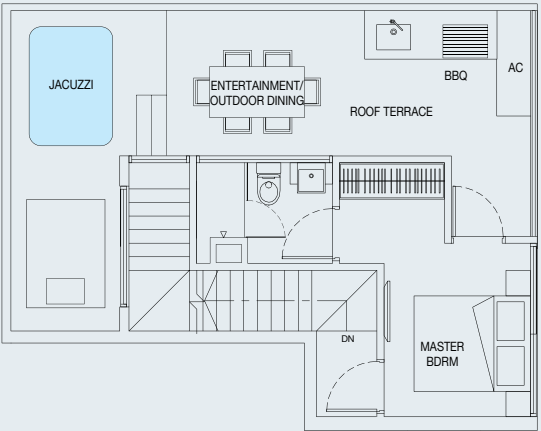 JACUZZI
ENTERTAINMENT/
OUTDOOR DINING
BBQ
AC
ROOF TERRACE
DN
MASTER
BDRM